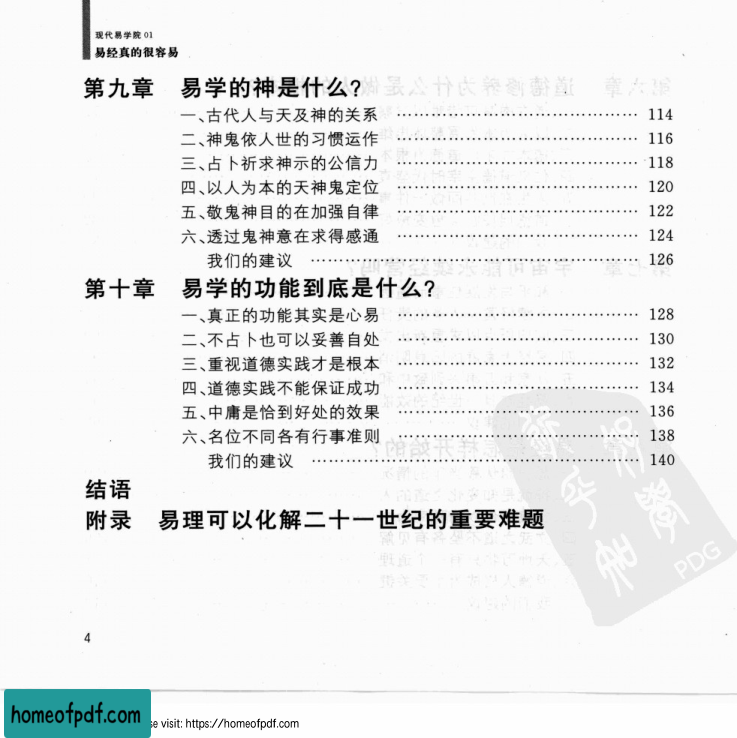 现代易学院 01
易经真的很容易
第九章 易学的神是什么?
一、古代人与天及神的关系 …………………………… 114
二、神鬼依人世的习惯运作 …………………………… 116
三、占卜祈求神示的公信力 …………………………… 118
四、以人为本的天神鬼定位 …………………………… 120
五、敬鬼神目的在加强自律 …………………………… 122
六、透过鬼神意在求得感通 …………………………… 124
我们的建议 …………………………………… 126
第十章 易学的功能到底是什么?
一、真正的功能其实是心易 …………………………… 128
二、不占卜也可以妥善自处 …………………………… 130
三、重视道德实践才是根本 …………………………… 132
四、道德实践不能保证成功 …………………………… 134
五、中庸是恰到好处的效果 …………………………… 136
六、名位不同各有行事准则 …………………………… 138
我们的建议 …………………………………… 140
结语
附录 易理可以化解二十一世纪的重要难题
PDG
4
homeofpdf.com
se visit: https://homeofpdf.com